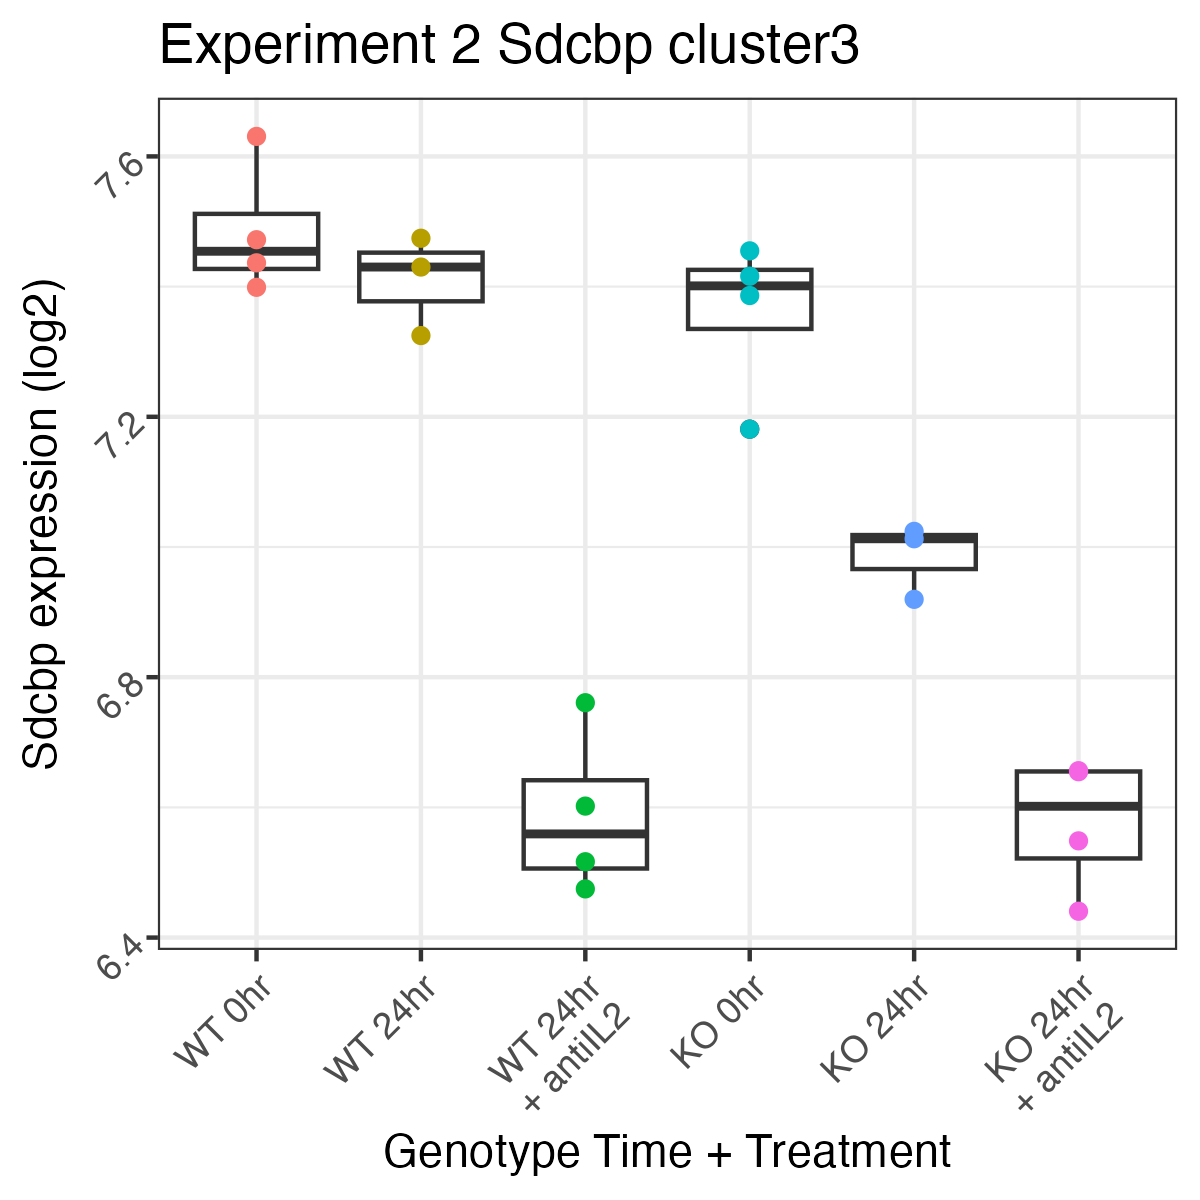 Experiment 2 Sdcbp cluster3
Sdcbp expression (log2)
7.6
7.2
6.8
6.4
WT 0hr
WT 24hr
WT 24hr
+ antiIL2
KO 0hr
KO 24hr
KO 24hr
+ antiIL2
Genotype Time + Treatment